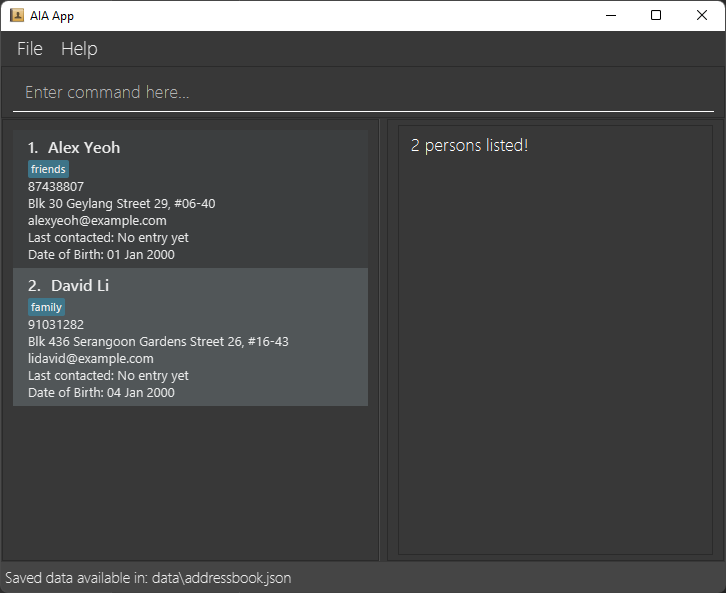 AIA App
File Help
Enter command here...
1. Alex Yeoh
friends
87438807
Blk 30 Geylang Street 29, #06-40
alexyeoh@example.com
Last contacted: No entry yet
Date of Birth: 01 Jan 2000
2. David Li
family
91031282
Blk 436 Serangoon Gardens Street 26, #16-43
lidavid@example.com
Last contacted: No entry yet
Date of Birth: 04 Jan 2000
2 persons listed!
Saved data available in: data\addressbook.json